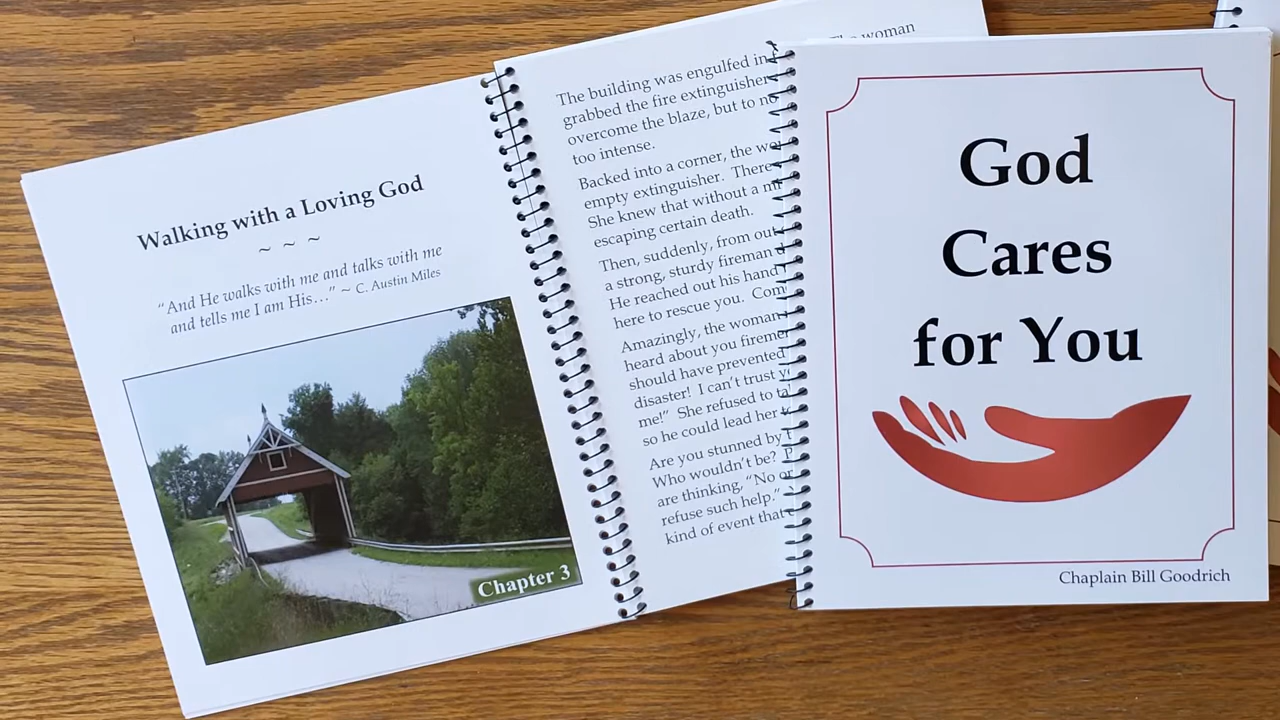 Walking with a Loving God
~ ~ ~
“And He walks with me and talks with me
and tells me I am His…” ~ C. Austin Miles
Chapter 3
The woman
The building was engulfed in
grabbed the fire extinguisher
overcome the blaze, but to no
too intense.
Backed into a corner, the
empty extinguisher. There
She knew that without a
escaping certain death.
Then, suddenly, from out
a strong, sturdy fireman
He reached out his hand
here to rescue you. Com
Amazingly, the woman
heard about you firemen
should have prevented
disaster! I can't trust
me!” She refused to
so he could lead her
Are you stunned by
Who wouldn't be?
are thinking, “No
refuse such help.”
kind of event that
God
Cares
for You
Chaplain Bill Goodrich